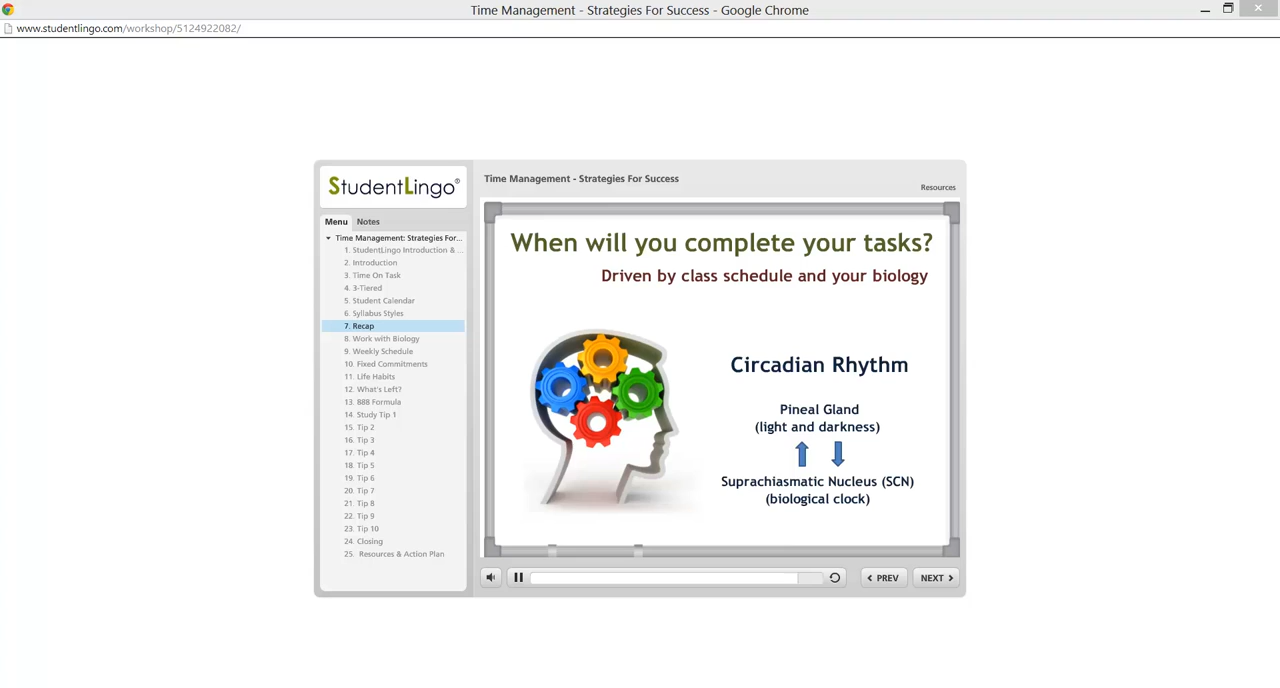 Time Management - Strategies For Success - Google Chrome
www.studentlingo.com/workshop/5124922082/
StudentLingo®
Time Management - Strategies For Success
Resources
Menu Notes
Time Management: Strategies For...
1. StudentLingo Introduction & ...
2. Introduction
3. Time On Task
4. 3-Tiered
5. Student Calendar
6. Syllabus Styles
7. Recap
8. Work with Biology
9. Weekly Schedule
10. Fixed Commitments
11. Life Habits
12. What's Left?
13. 888 Formula
14. Study Tip 1
15. Tip 2
16. Tip 3
17. Tip 4
18. Tip 5
19. Tip 6
20. Tip 7
21. Tip 8
22. Tip 9
23. Tip 10
24. Closing
25. Resources & Action Plan
When will you complete your tasks?
Driven by class schedule and your biology
Circadian Rhythm
Pineal Gland
(light and darkness)
Suprachiasmatic Nucleus (SCN)
(biological clock)
PREV
NEXT